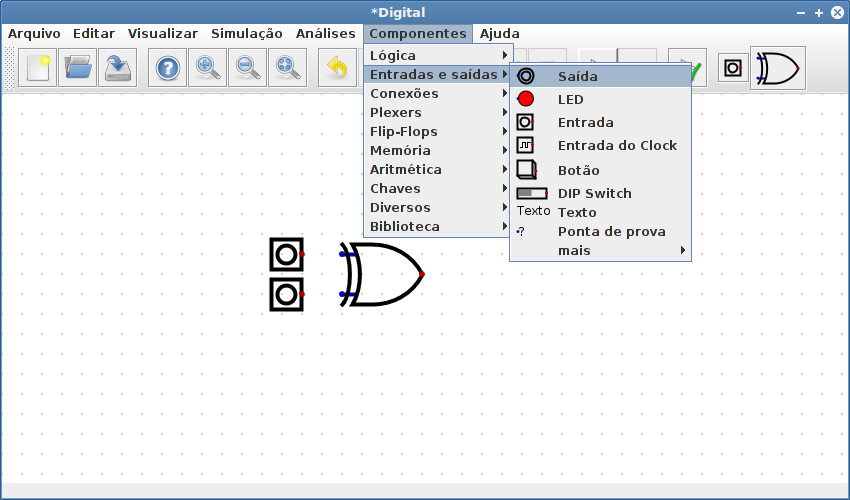 *Digital
Arquivo Editar Visualizar Simulação Análises Componentes Ajuda
Lógica
Entradas e saídas
Conexões
Plexers
Flip-Flops
Memória
Aritmética
Chaves
Diversos
Biblioteca
Saída
LED
Entrada
Entrada do Clock
Botão
DIP Switch
Texto Texto
-? Ponta de prova
mais